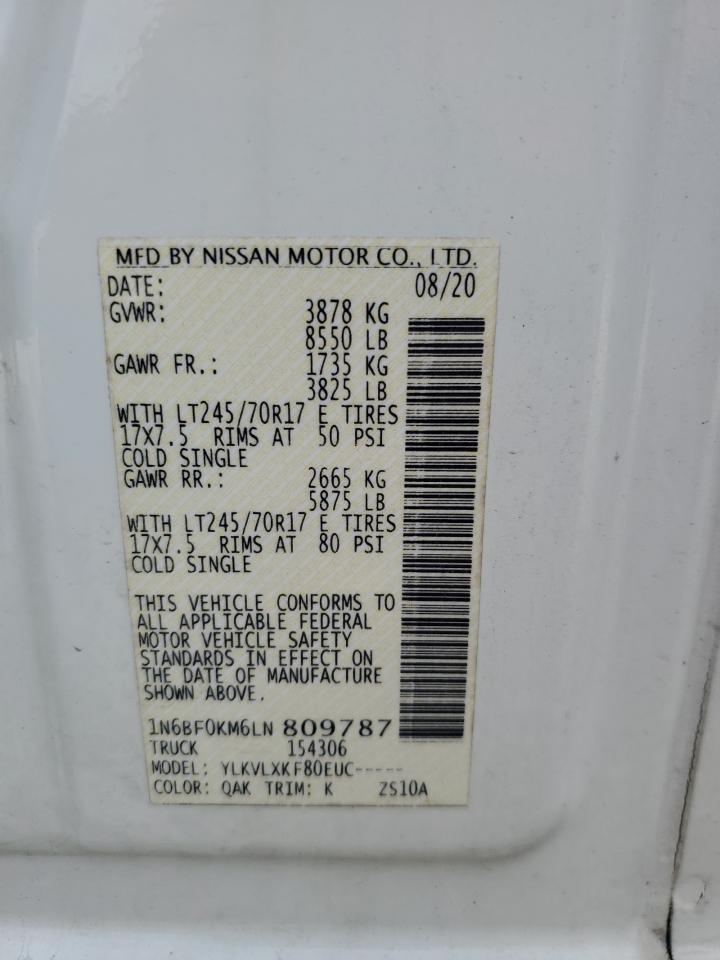 MFD BY NISSAN MOTOR CO., LTD.
DATE: 08/20
GVWR: 3878 KG
8550 LB
GAWR FR.: 1735 KG
3825 LB
WITH LT245/70R17 E TIRES
17X7.5 RIMS AT 50 PSI
COLD SINGLE
GAWR RR.: 2665 KG
5875 LB
WITH LT245/70R17 E TIRES
17X7.5 RIMS AT 80 PSI
COLD SINGLE
THIS VEHICLE CONFORMS TO
ALL APPLICABLE FEDERAL
MOTOR VEHICLE SAFETY
STANDARDS IN EFFECT ON
THE DATE OF MANUFACTURE
SHOWN ABOVE.
1N6BF0KM6LN 809787
TRUCK 154306
MODEL: YLKVLXKF80EUC-----
COLOR: QAK TRIM: K ZS10A